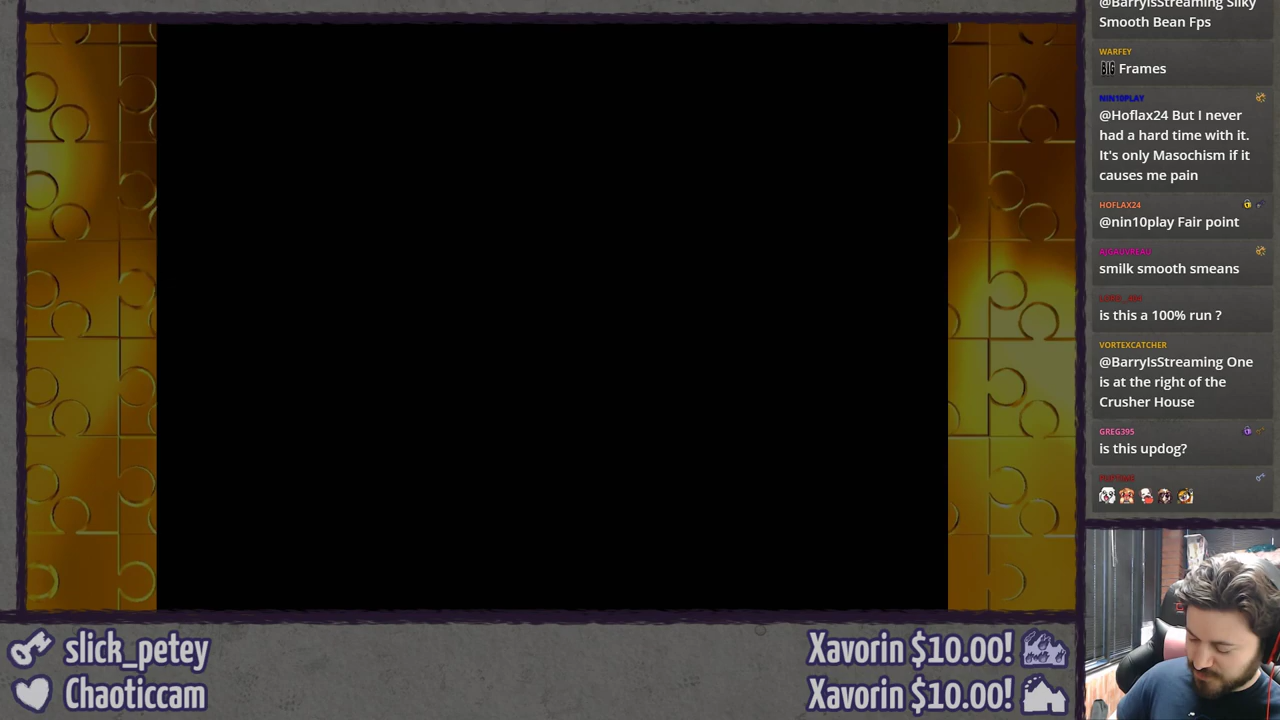 @BarryIsStreaming Silky
Smooth Bean Fps
WARFEY
BIG Frames
NIN10PLAY
@Hoflax24 But I never
had a hard time with it.
It's only Masochism if it
causes me pain
HOFLAX24
@nin10play Fair point
smilk smooth smeans
is this a 100% run ?
VORTEXCATCHER
@BarryIsStreaming One
is at the right of the
Crusher House
GREG395
is this updog?
slick_petey
Chaoticcam
Xavorin $10.00!
Xavorin $10.00!